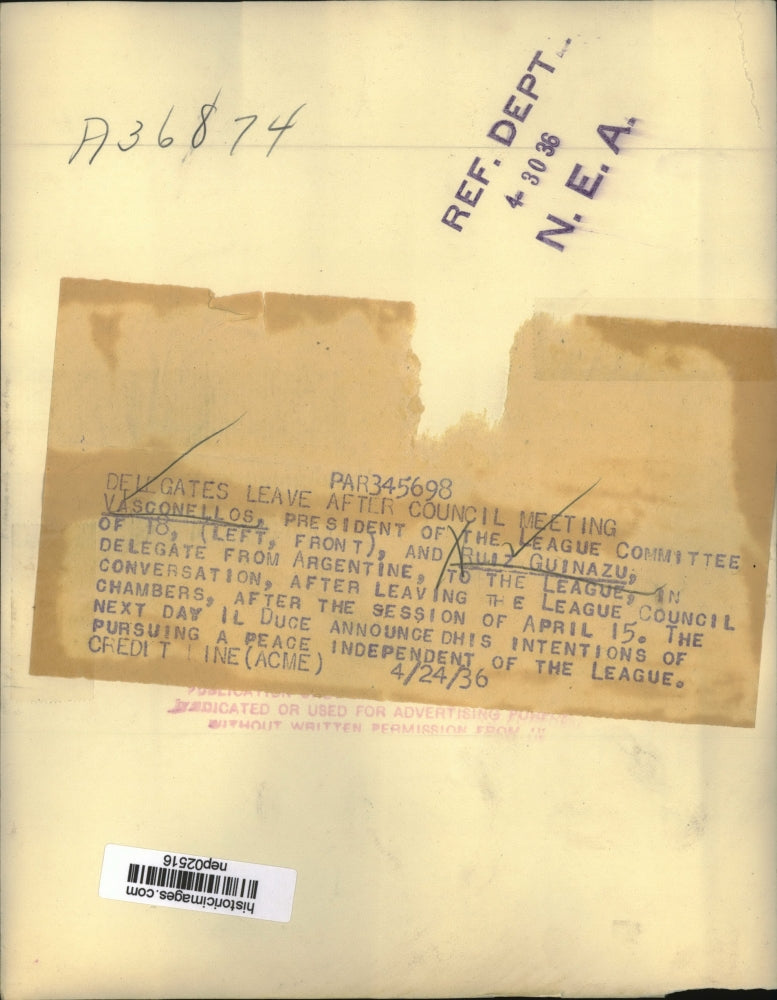 A36874
REF. DEPT.
4-30 36
N. E. A.
PAR345698
DELEGATES LEAVE AFTER COUNCIL MEETING
VASCONELLOS, PRESIDENT OF THE LEAGUE COMMITTEE
OF 18, (LEFT, FRONT), AND RUIZ GUINAZU,
DELEGATE FROM ARGENTINE, TO THE LEAGUE, IN
CONVERSATION, AFTER LEAVING THE LEAGUE COUNCIL
CHAMBERS, AFTER THE SESSION OF APRIL 15. THE
NEXT DAY IL DUCE ANNOUNCEDHIS INTENTIONS OF
PURSUING A PEACE INDEPENDENT OF THE LEAGUE.
CREDIT LINE(ACME) 4/24/36
OR USED FOR ADVERTISING
WITHOUT WRITTEN PERMISSION FROM
historicimages.com
nep02516